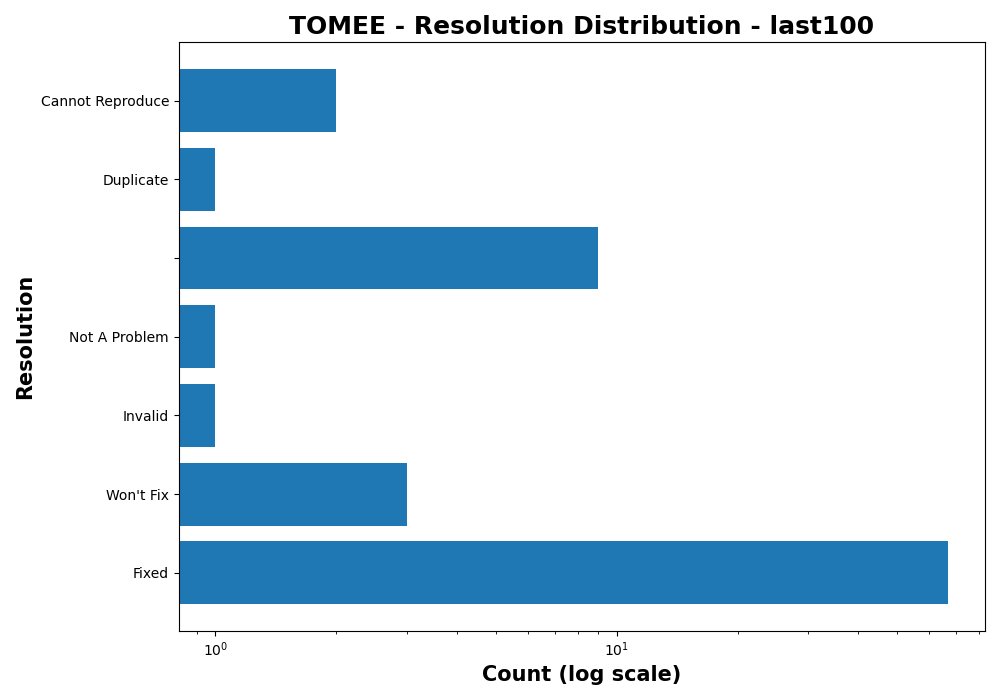 TOMEE - Resolution Distribution - last100
Cannot Reproduce
Duplicate
Not A Problem
Invalid
Won't Fix
Fixed
Resolution
10⁰
10¹
Count (log scale)